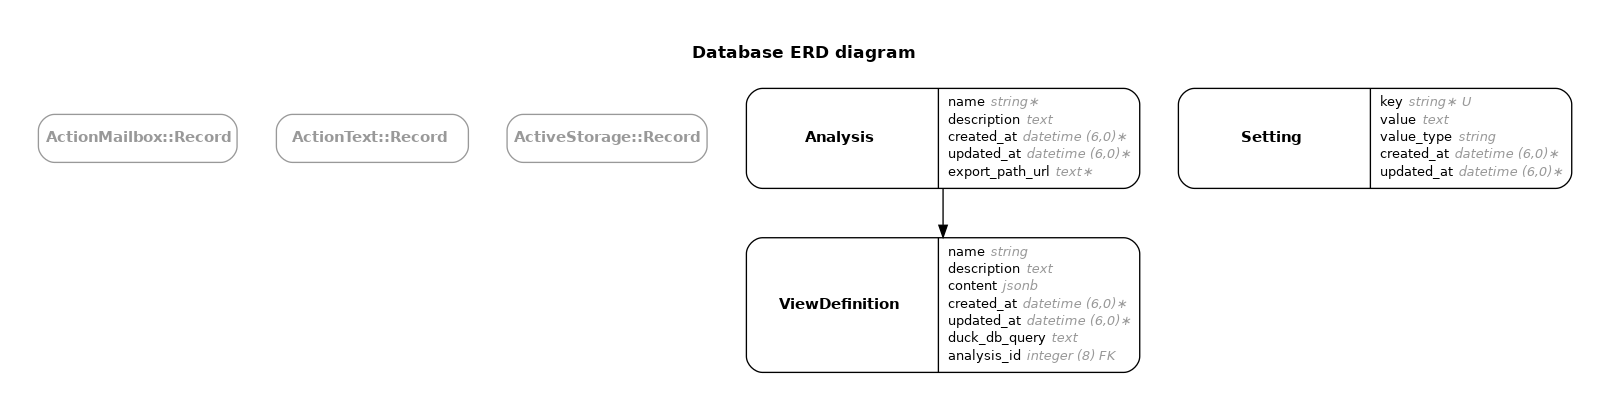 Database ERD diagram
ActionMailbox::Record
ActionText::Record
ActiveStorage::Record
Analysis
name string∗
description text
created_at datetime (6,0)∗
updated_at datetime (6,0)∗
export_path_url text∗
Setting
key string∗ U
value text
value_type string
created_at datetime (6,0)∗
updated_at datetime (6,0)∗
ViewDefinition
name string
description text
content jsonb
created_at datetime (6,0)∗
updated_at datetime (6,0)∗
duck_db_query text
analysis_id integer (8) FK